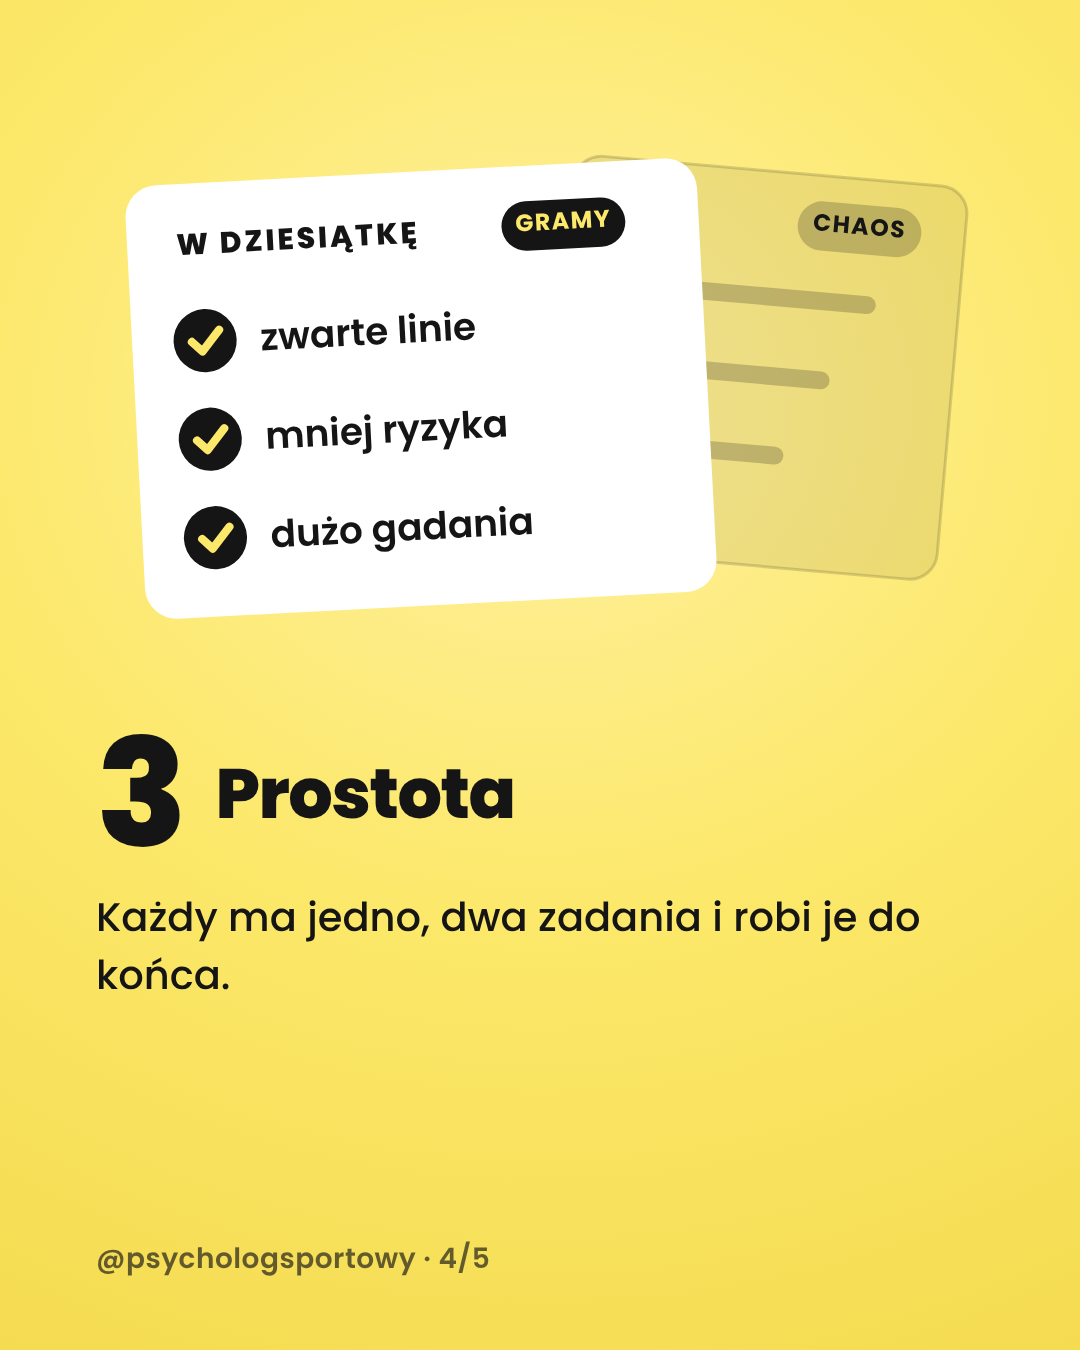 W DZIESIĄTKĘ
GRAMY
CHAOS
zwarte linie
mniej ryzyka
dużo gadania
3 Prostota
Każdy ma jedno, dwa zadania i robi je do
końca.
@psychologsportowy · 4/5